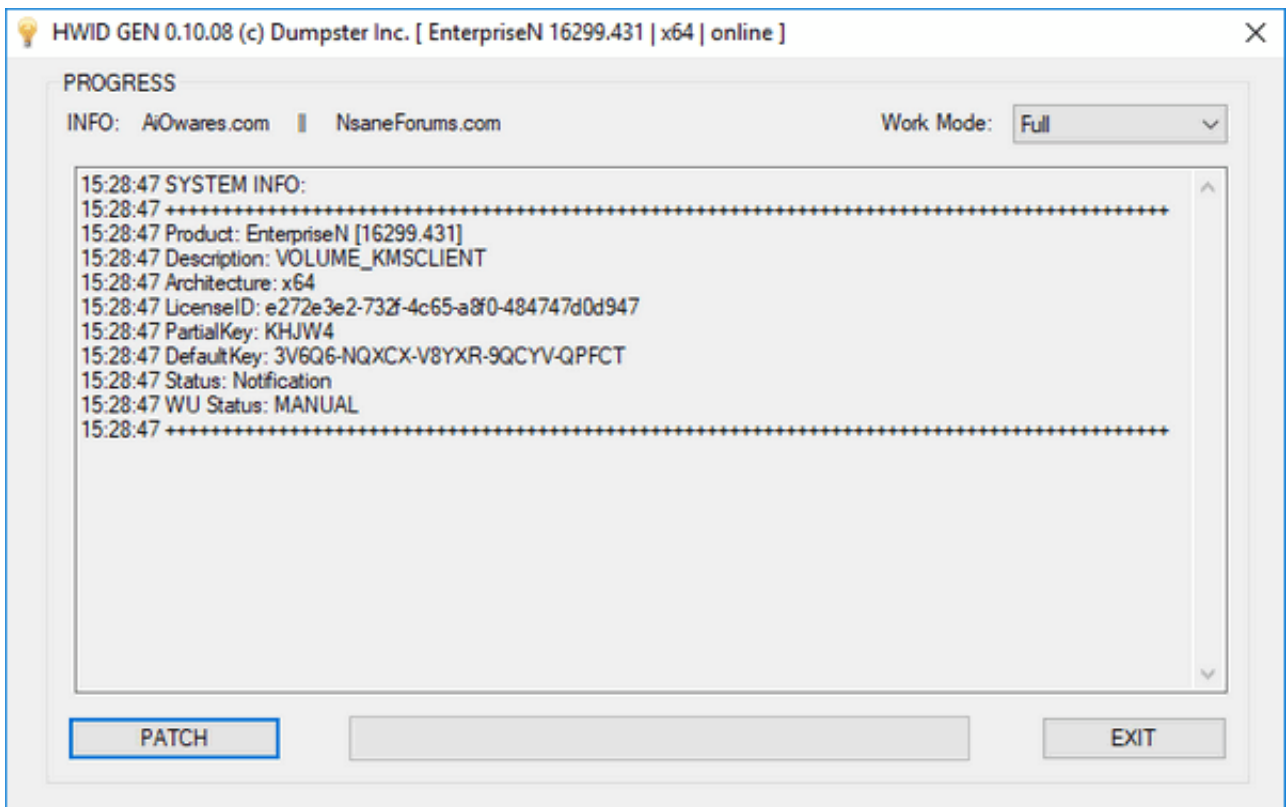 HWID GEN 0.10.08 (c) Dumpster Inc. [ EnterpriseN 16299.431 | x64 | online ]
PROGRESS
INFO: AiOwares.com || NsaneForums.com Work Mode: Full
15:28:47 SYSTEM INFO:
15:28:47 ++++++++++++++++++++++++++++++++++++++++++++++++++++++++++++++++++++++++++++++++++++++
15:28:47 Product: EnterpriseN [16299.431]
15:28:47 Description: VOLUME_KMSCLIENT
15:28:47 Architecture: x64
15:28:47 LicenseID: e272e3e2-732f-4c65-a8f0-484747d0d947
15:28:47 PartialKey: KHJW4
15:28:47 DefaultKey: 3V6Q6-NQXCX-V8YXR-9QCYV-QPFCT
15:28:47 Status: Notification
15:28:47 WU Status: MANUAL
15:28:47 ++++++++++++++++++++++++++++++++++++++++++++++++++++++++++++++++++++++++++++++++++++++
PATCH EXIT